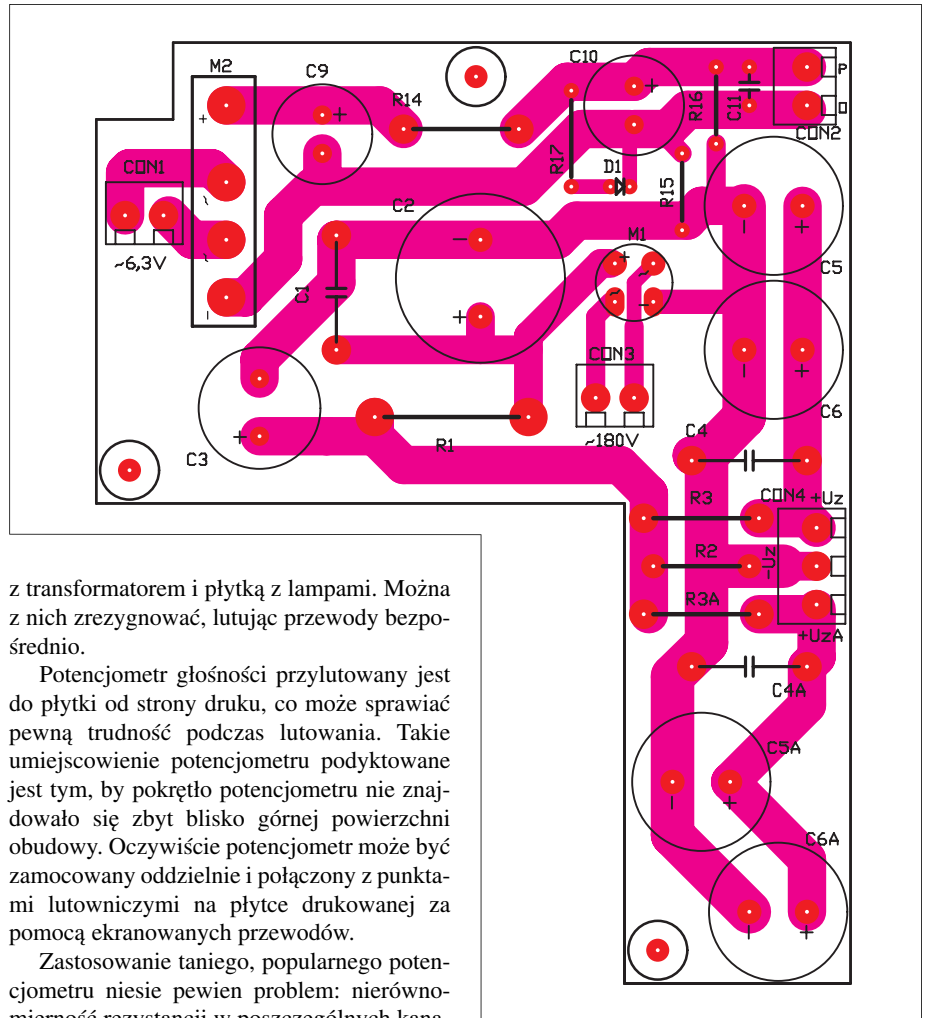 M2
C9
C10
P
R14
R16
C11
O
CON2
CON1
R17
D1
R15
C2
M1
~6,3V
C1
C5
CON3
~180V
C6
C3
R1
C4
R3
CON4
+Uz
R2
-Uz
R3A
+UzA
C4A
C5A
C6A
z transformatorem i płytką z lampami. Można
z nich zrezygnować, lutując przewody bezpo-
średnio.
Potencjometr głośności przylutowany jest
do płytki od strony druku, co może sprawiać
pewną trudność podczas lutowania. Takie
umiejscowienie potencjometru podyktowane
jest tym, by pokrętło potencjometru nie znaj-
dowało się zbyt blisko górnej powierzchni
obudowy. Oczywiście potencjometr może być
zamocowany oddzielnie i połączony z punkta-
mi lutowniczymi na płytce drukowanej za
pomocą ekranowanych przewodów.
Zastosowanie taniego, popularnego poten-
cjometru niesie pewien problem: nierówno-
mierność rezystancji w poszczególnych kana-